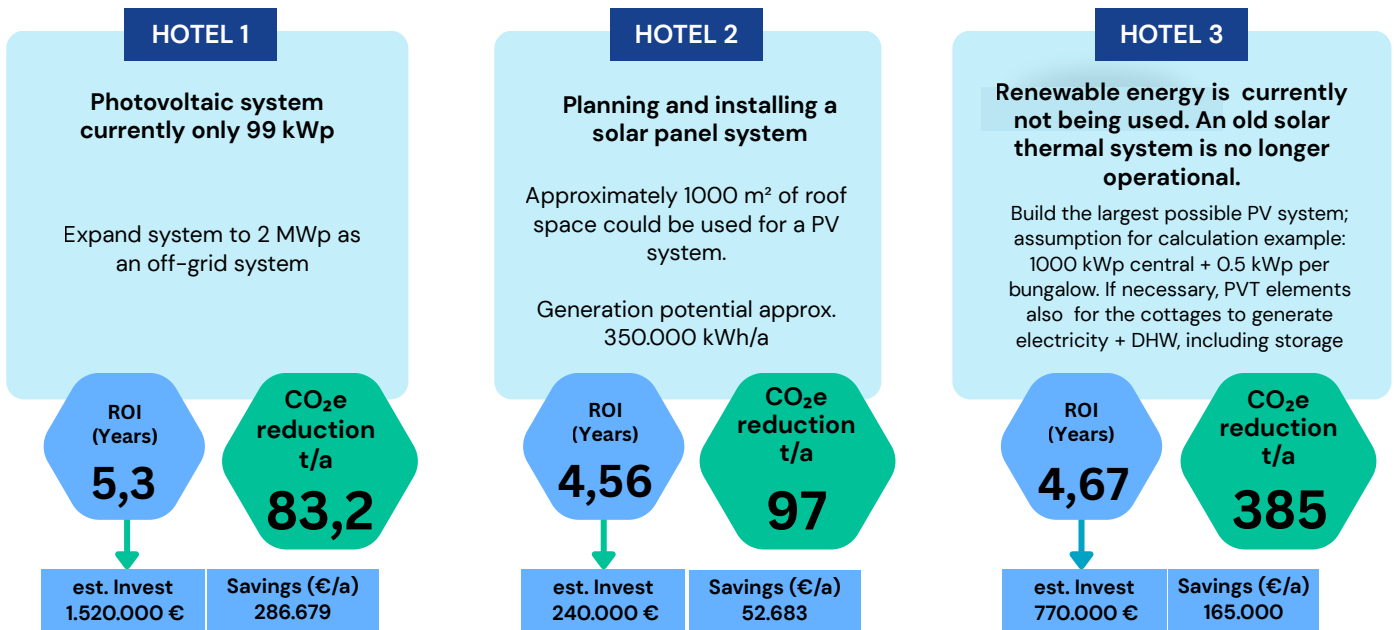 HOTEL 1
Photovoltaic system
currently only 99 kWp
Expand system to 2 MWp as
an off-grid system
ROI
(Years)
5,3
CO₂e
reduction
t/a
83,2
est. Invest
1.520.000 €
Savings (€/a)
286.679
HOTEL 2
Planning and installing a
solar panel system
Approximately 1000 m² of roof
space could be used for a PV
system.
Generation potential approx.
350.000 kWh/a
ROI
(Years)
4,56
CO₂e
reduction
t/a
97
est. Invest
240.000 €
Savings (€/a)
52.683
HOTEL 3
Renewable energy is currently
not being used. An old solar
thermal system is no longer
operational.
Build the largest possible PV system;
assumption for calculation example:
1000 kWp central + 0.5 kWp per
bungalow. If necessary, PVT elements
also for the cottages to generate
electricity + DHW, including storage
ROI
(Years)
4,67
CO₂e
reduction
t/a
385
est. Invest
770.000 €
Savings (€/a)
165.000